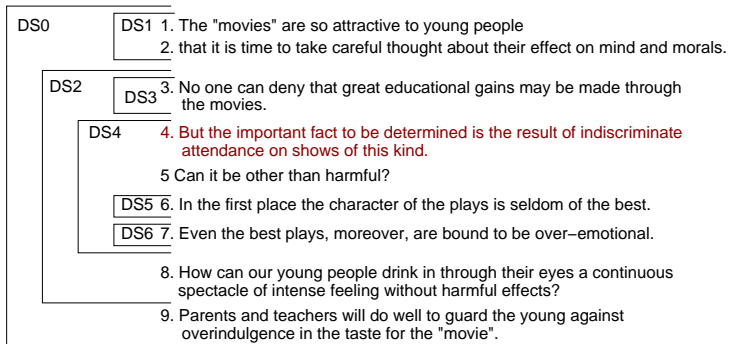 DS0 DS1 1. The "movies" are so attractive to young people
2. that it is time to take careful thought about their effect on mind and morals.
DS2 DS3 3. No one can deny that great educational gains may be made through
the movies.
DS4 4. But the important fact to be determined is the result of indiscriminate
attendance on shows of this kind.
5 Can it be other than harmful?
DS5 6. In the first place the character of the plays is seldom of the best.
DS6 7. Even the best plays, moreover, are bound to be over−emotional.
8. How can our young people drink in through their eyes a continuous
spectacle of intense feeling without harmful effects?
9. Parents and teachers will do well to guard the young against
overindulgence in the taste for the "movie".